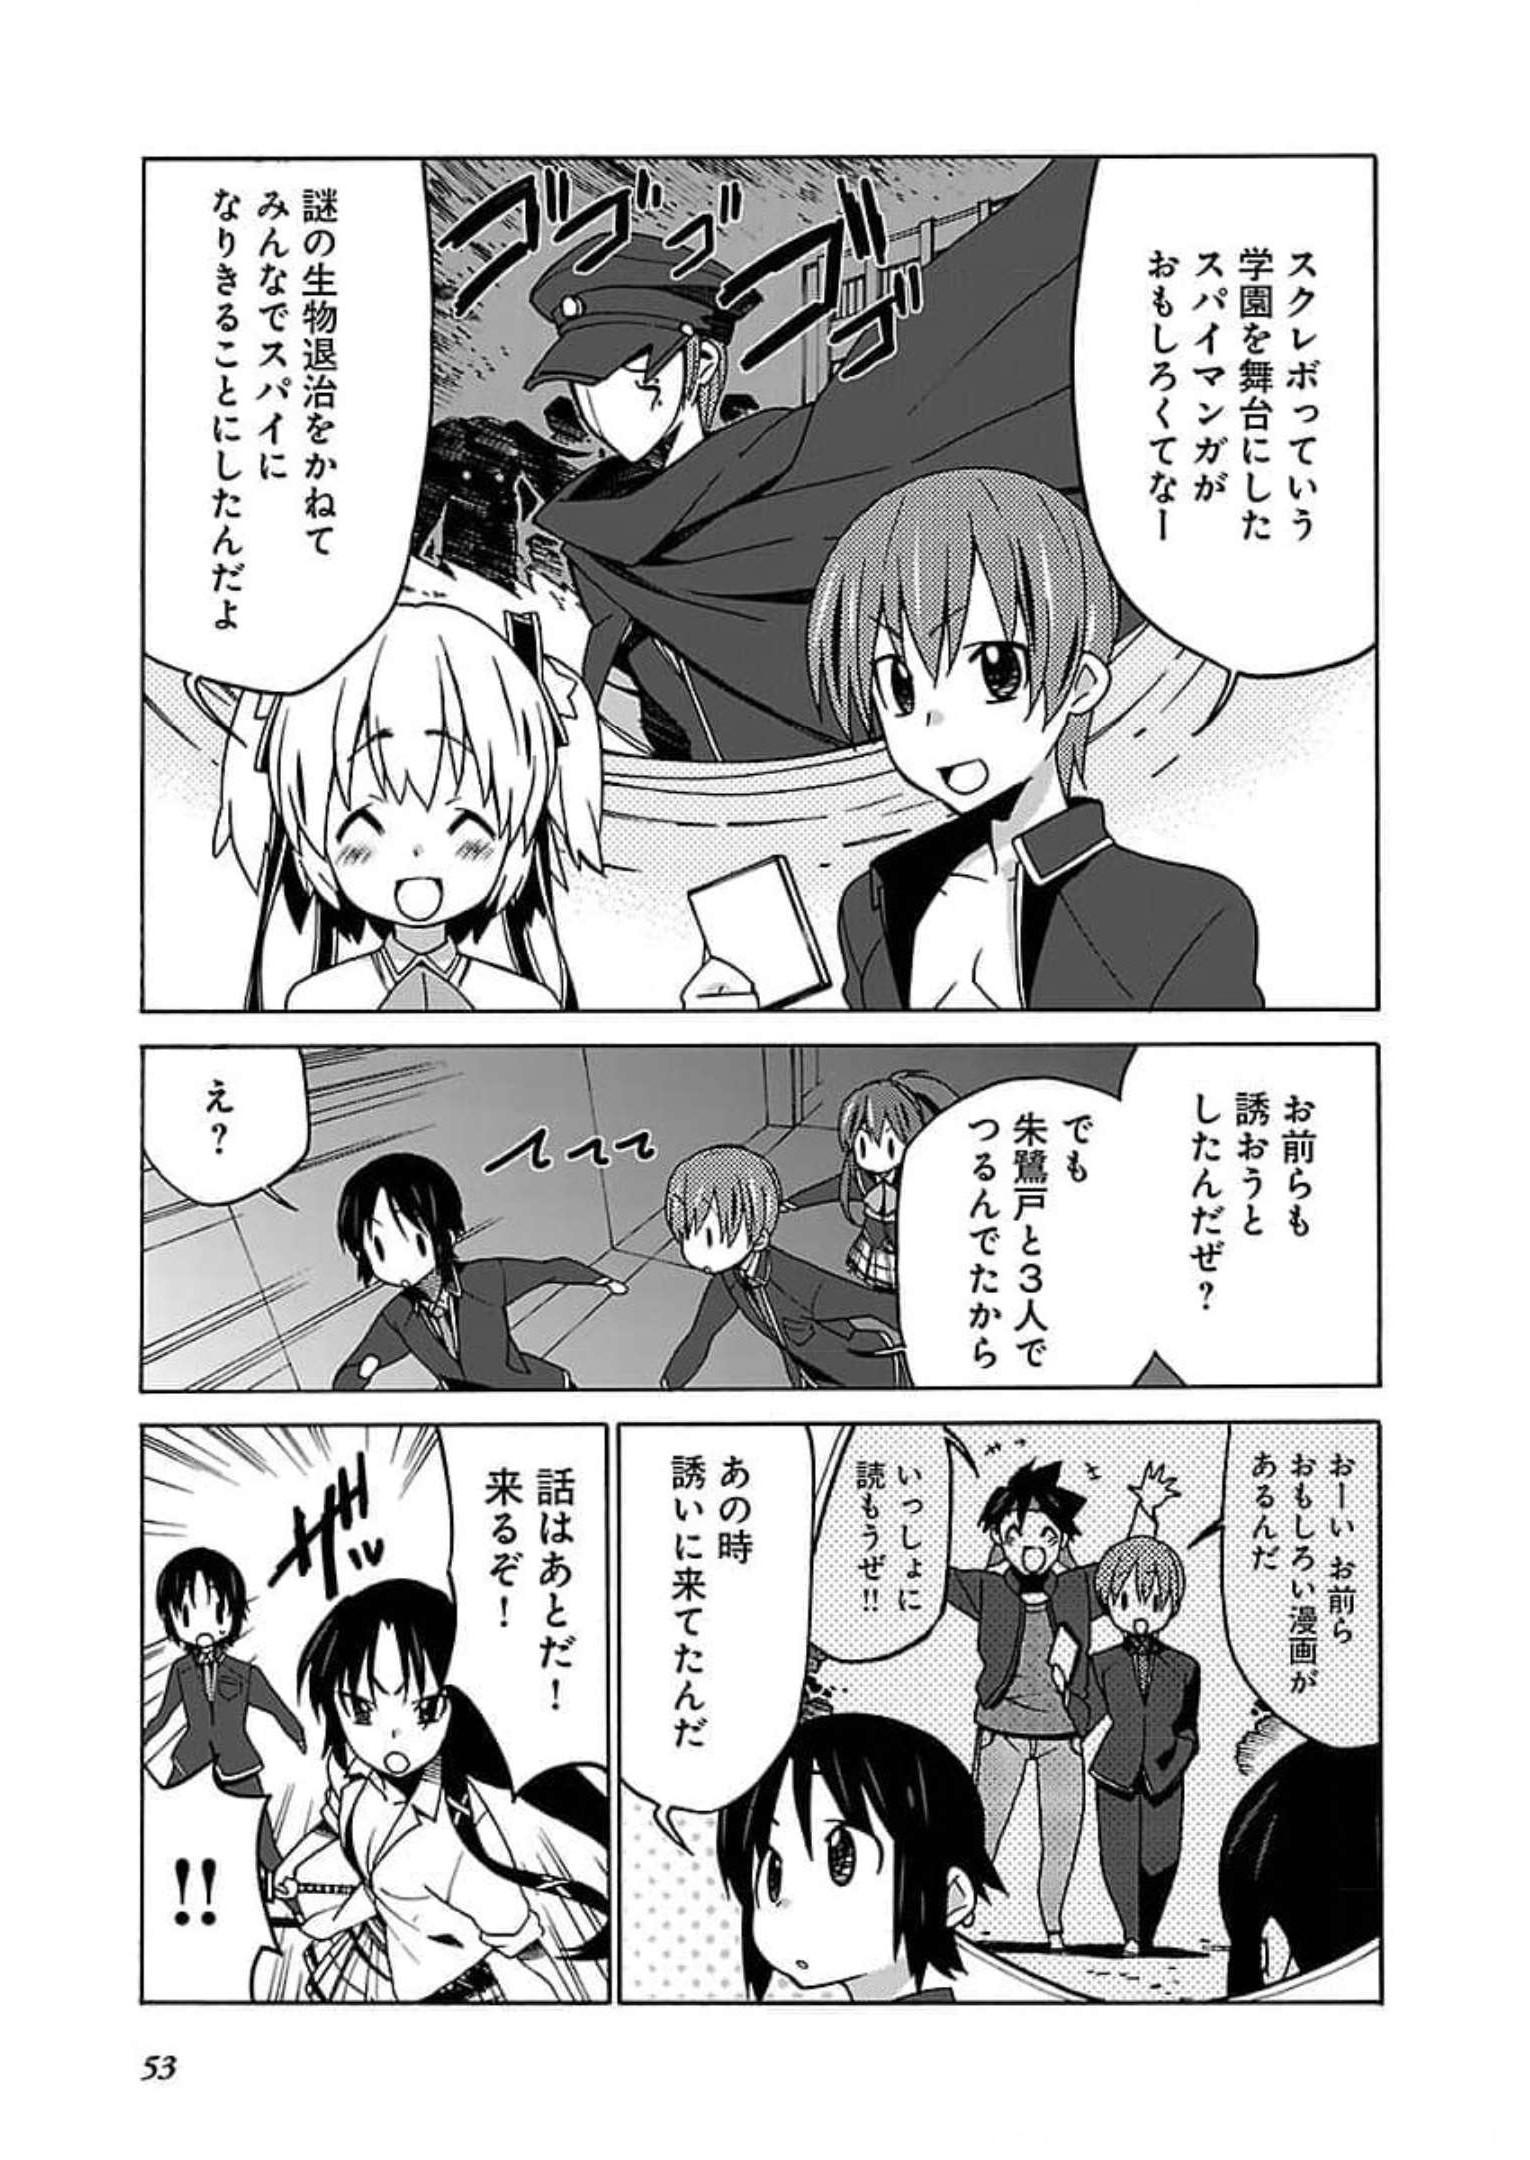 スクレボっていう
学園を舞台にした
スパイマンガが
おもしろくてなー
ゴゴゴゴゴ
謎の生物退治をかねて
みんなでスパイに
なりきることにしたんだよ
お前らも
誘おうと
したんだぜ?
でも
朱鷺戸と3人で
つるんでたから
え?
おーい お前ら
おもしろい漫画が
あるんだ
いっしょに
読もうぜ!!
あの時
誘いに来てたんだ
話はあとだ!
来るぞ!
ザッ
!!
53